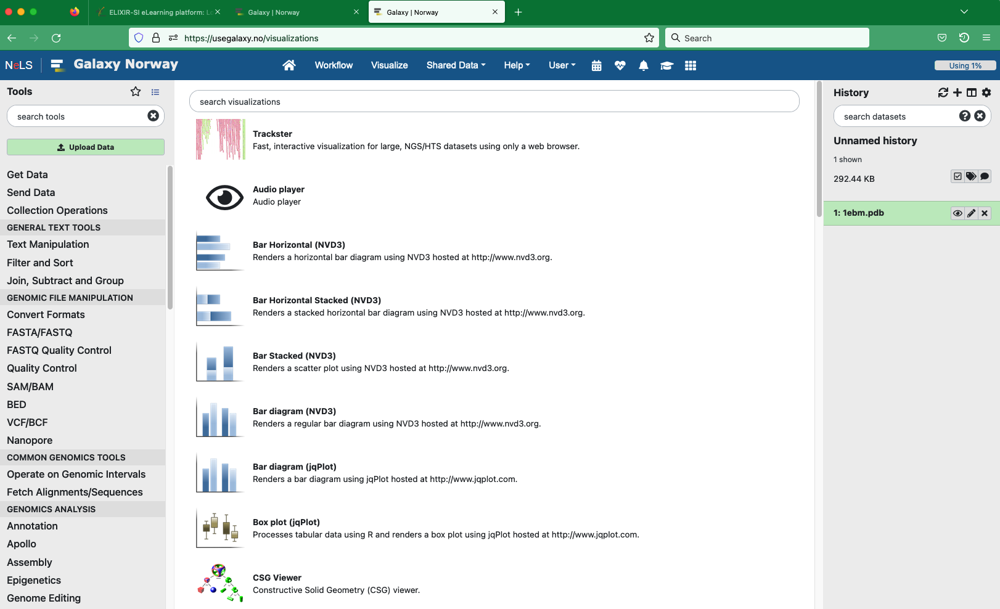 ELIXIR-SI eLearning platform: Lo
Galaxy | Norway
Galaxy | Norway
https://usegalaxy.no/visualizations
Search
NeLS
Galaxy Norway
Workflow
Visualize
Shared Data
Help
User
Using 1%
Tools
search tools
Upload Data
Get Data
Send Data
Collection Operations
GENERAL TEXT TOOLS
Text Manipulation
Filter and Sort
Join, Subtract and Group
GENOMIC FILE MANIPULATION
Convert Formats
FASTA/FASTQ
FASTQ Quality Control
Quality Control
SAM/BAM
BED
VCF/BCF
Nanopore
COMMON GENOMICS TOOLS
Operate on Genomic Intervals
Fetch Alignments/Sequences
GENOMICS ANALYSIS
Annotation
Apollo
Assembly
Epigenetics
Genome Editing
search visualizations
Trackster
Fast, interactive visualization for large, NGS/HTS datasets using only a web browser.
Audio player
Audio player
Bar Horizontal (NVD3)
Renders a horizontal bar diagram using NVD3 hosted at http://www.nvd3.org.
Bar Horizontal Stacked (NVD3)
Renders a stacked horizontal bar diagram using NVD3 hosted at http://www.nvd3.org.
Bar Stacked (NVD3)
Renders a scatter plot using NVD3 hosted at http://www.nvd3.org.
Bar diagram (NVD3)
Renders a regular bar diagram using NVD3 hosted at http://www.nvd3.org.
Bar diagram (jqPlot)
Renders a bar diagram using jqPlot hosted at http://www.jqplot.com.
Box plot (jqPlot)
Processes tabular data using R and renders a box plot using jqPlot hosted at http://www.jqplot.com.
CSG Viewer
Constructive Solid Geometry (CSG) viewer.
History
search datasets
Unnamed history
1 shown
292.44 KB
1: 1ebm.pdb